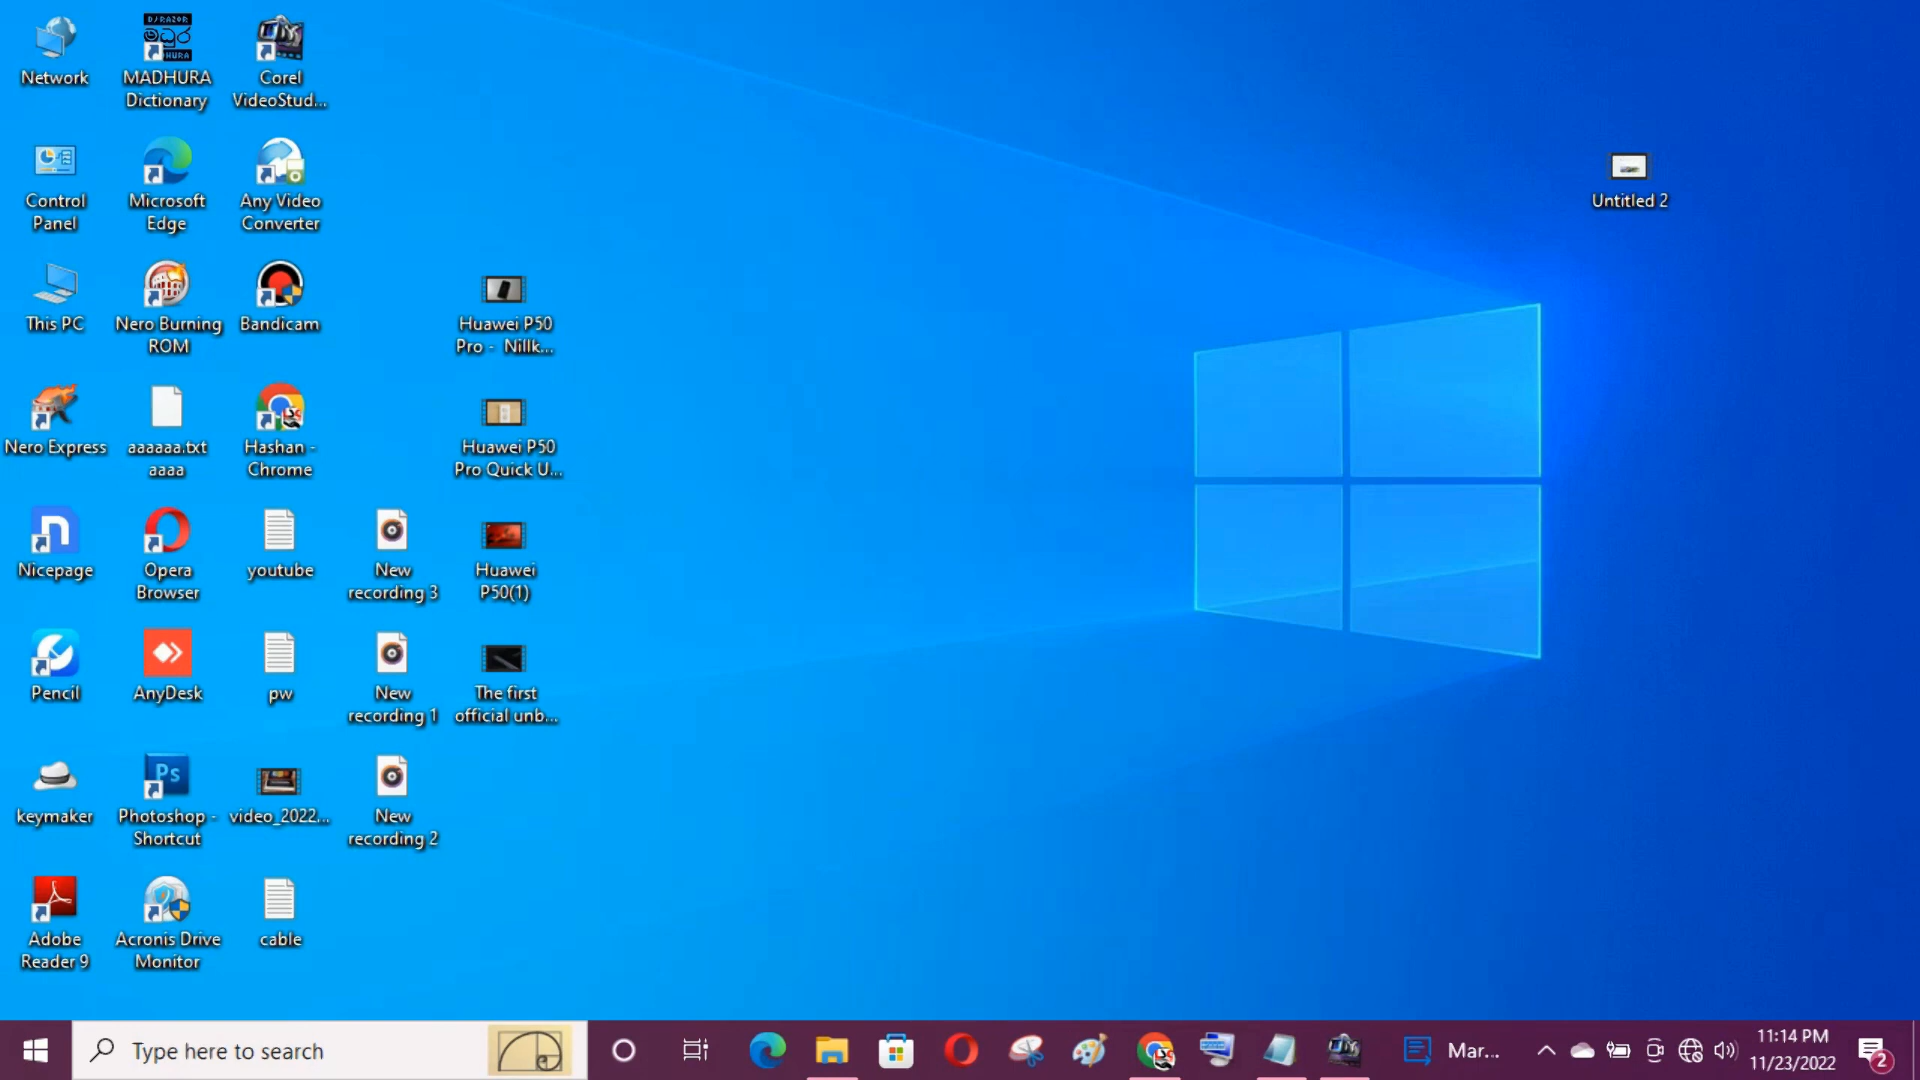 Network
DJRAZOR
මධුර
MADHURA
Dictionary
Corel
VideoStud...
Control
Panel
Microsoft
Edge
Any Video
Converter
Untitled 2
This PC
Nero Burning
ROM
Bandicam
Huawei P50
Pro - Nillk...
Nero Express
aaaaaa.txt
aaaa
Hashan -
Chrome
Huawei P50
Pro Quick U...
Nicepage
Opera
Browser
youtube
New
recording 3
Huawei
P50(1)
Pencil
AnyDesk
pw
New
recording 1
The first
official unb...
keymaker
Ps
Photoshop -
Shortcut
video_2022...
New
recording 2
Adobe
Reader 9
Acronis Drive
Monitor
cable
Type here to search
Mar...
11:14 PM
11/23/2022
2